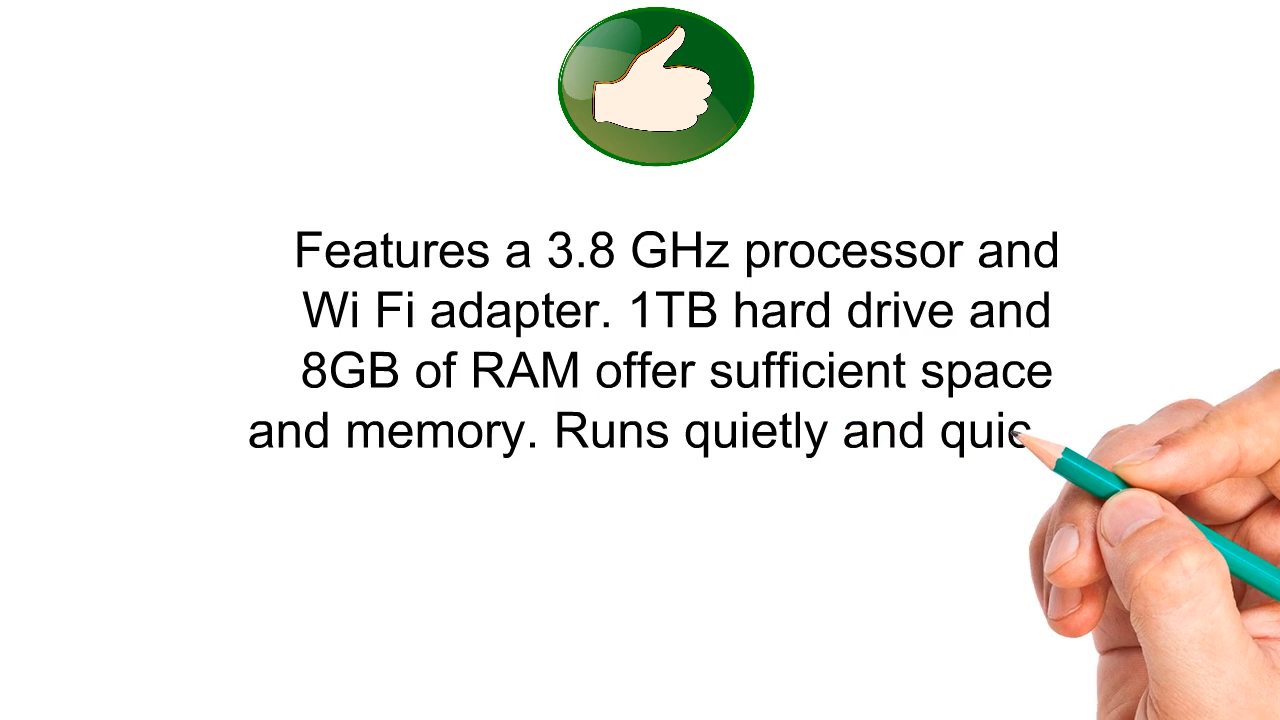 Features a 3.8 GHz processor and
Wi Fi adapter. 1TB hard drive and
8GB of RAM offer sufficient space
and memory. Runs quietly and quic